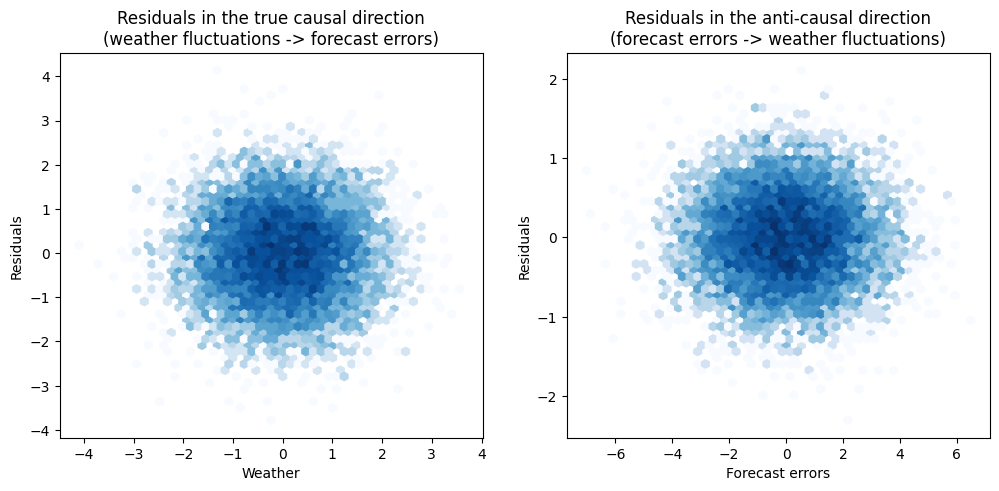 Residuals in the true causal direction
(weather fluctuations -> forecast errors)
4
3
2
1
0
−1
−2
−3
−4
Residuals
−4 −3 −2 −1 0 1 2 3 4
Weather
Residuals in the anti-causal direction
(forecast errors -> weather fluctuations)
2
1
0
−1
−2
Residuals
−6 −4 −2 0 2 4 6
Forecast errors